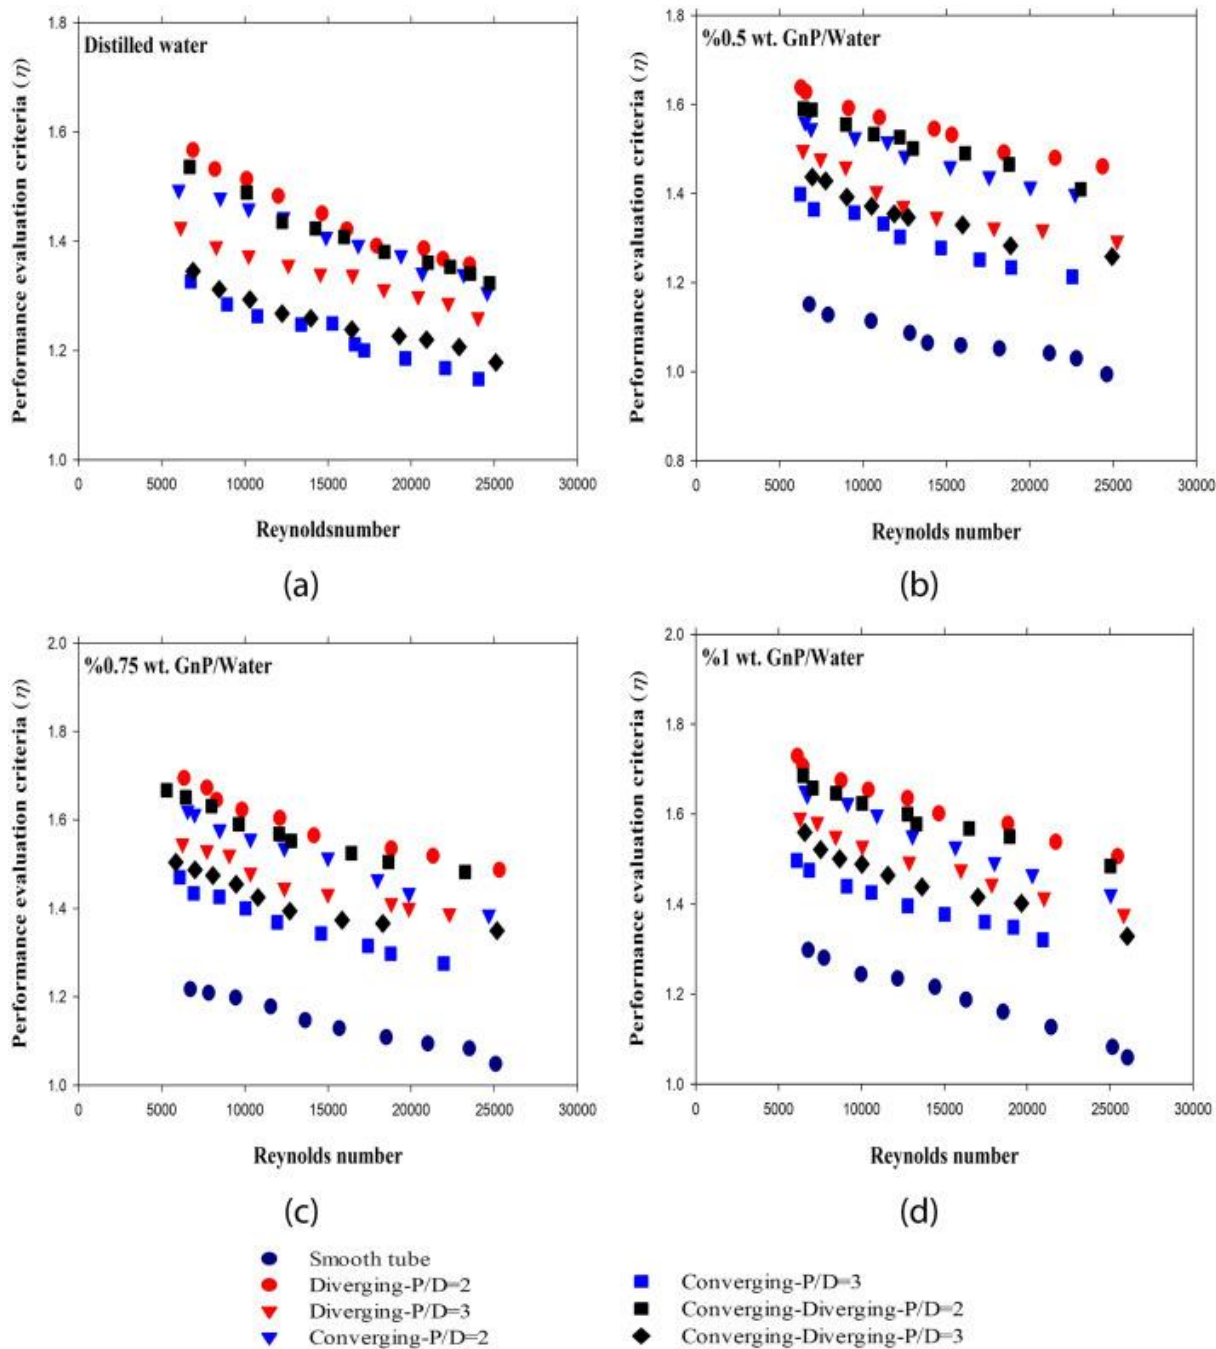 Distilled water
Performance evaluation criteria (η)
1.8
1.6
1.4
1.2
1.0
0 5000 10000 15000 20000 25000 30000
Reynoldsnumber
(a)
%0.5 wt. GnP/Water
Performance evaluation criteria (η)
1.8
1.6
1.4
1.2
1.0
0.8
0 5000 10000 15000 20000 25000 30000
Reynolds number
(b)
%0.75 wt. GnP/Water
Performance evaluation criteria (η)
2.0
1.8
1.6
1.4
1.2
1.0
0 5000 10000 15000 20000 25000 30000
Reynolds number
(c)
%1 wt. GnP/Water
Performance evaluation criteria (η)
2.0
1.8
1.6
1.4
1.2
1.0
0 5000 10000 15000 20000 25000 30000
Reynolds number
(d)
Smooth tube
Diverging-P/D=2
Diverging-P/D=3
Converging-P/D=2
Converging-P/D=3
Converging-Diverging-P/D=2
Converging-Diverging-P/D=3